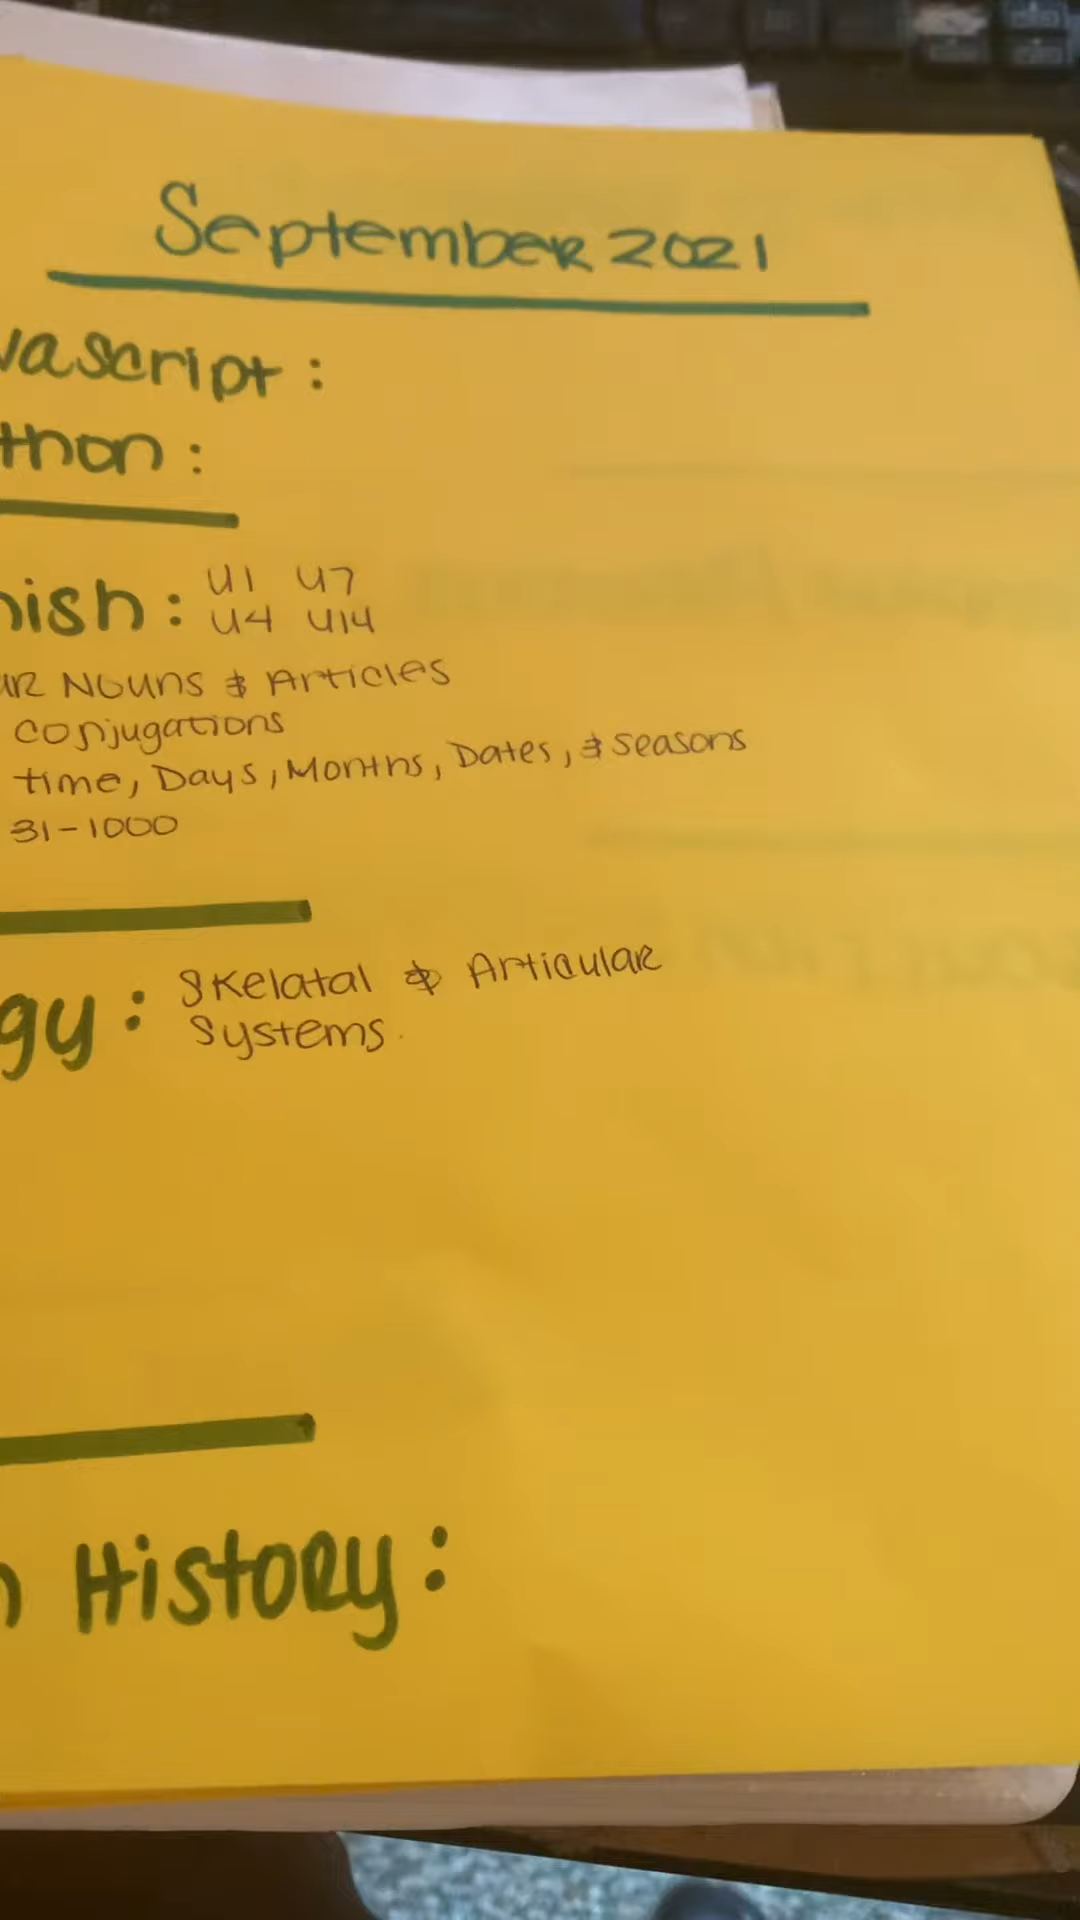 September 2021
vascript :
thon :
nish : U1 U7
U4 U14
ar Nouns & Articles
conjugations
time, Days, Months, Dates, & Seasons
31-1000
gy : Skelatal & Articular
Systems.
n History :